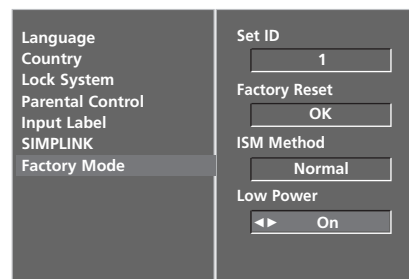 Language
Country
Lock System
Parental Control
Input Label
SIMPLINK
Factory Mode
Set ID
1
Factory Reset
OK
ISM Method
Normal
Low Power
◄► On